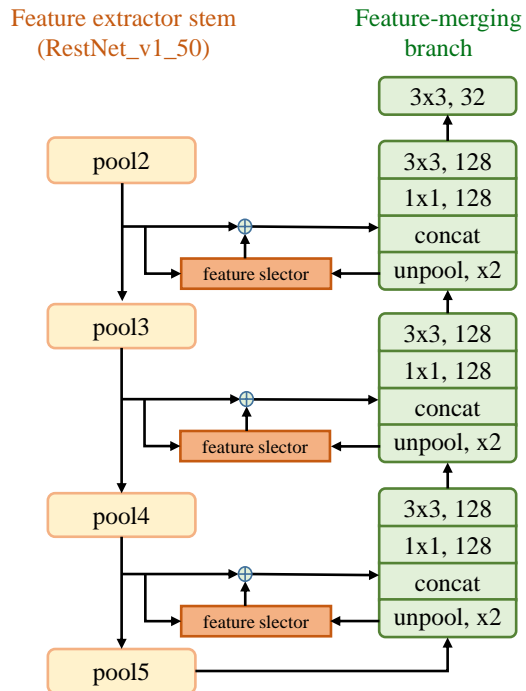 Feature extractor stem
(RestNet_v1_50)
Feature-merging
branch
3x3, 32
pool2
3x3, 128
1x1, 128
concat
feature slector
unpool, x2
pool3
3x3, 128
1x1, 128
concat
feature slector
unpool, x2
pool4
3x3, 128
1x1, 128
concat
feature slector
unpool, x2
pool5